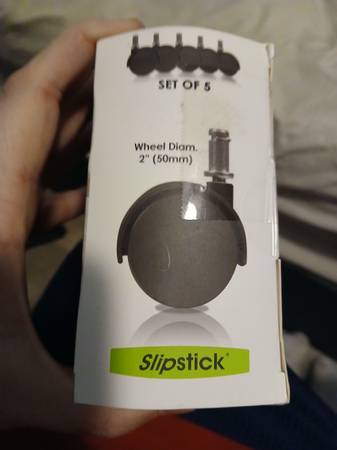 SET OF 5
Wheel Diam.
2" (50mm)
Slipstick®